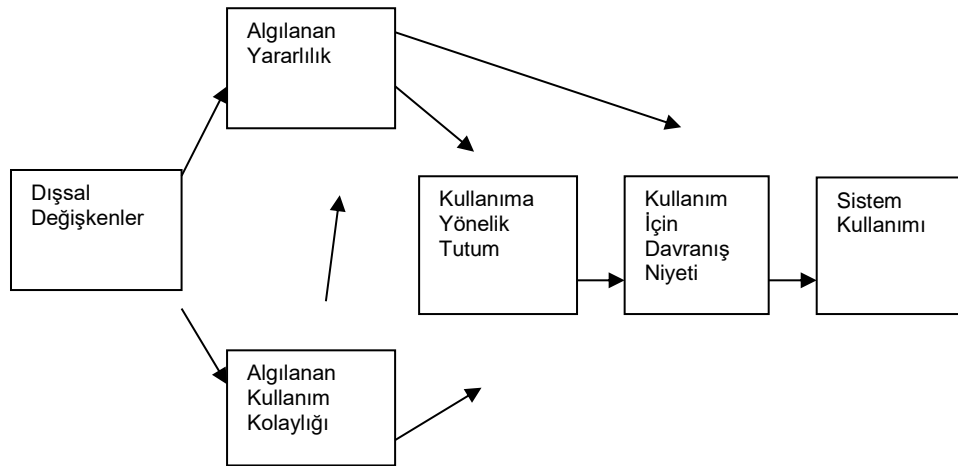 Algılanan
Yararlılık
Dışsal
Değişkenler
Kullanıma
Yönelik
Tutum
Kullanım
İçin
Davranış
Niyeti
Sistem
Kullanımı
Algılanan
Kullanım
Kolaylığı